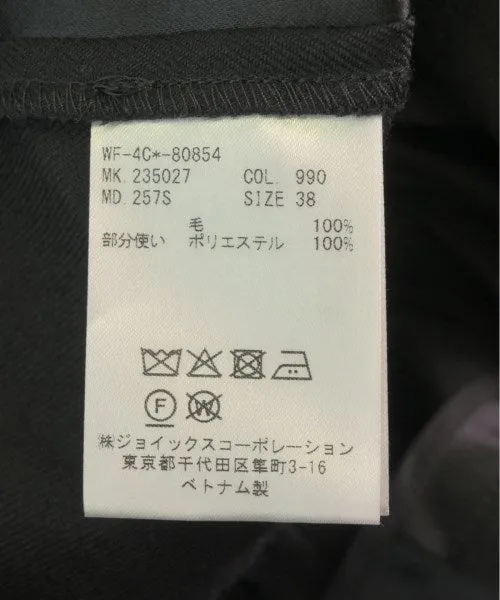 WF-4C*-80854
MK. 235027 COL. 990
MD. 257S SIZE 38
毛 100%
部分使い ポリエステル 100%
F W
㈱ジョイックスコーポレーション
東京都千代田区隼町3-16
ベトナム製